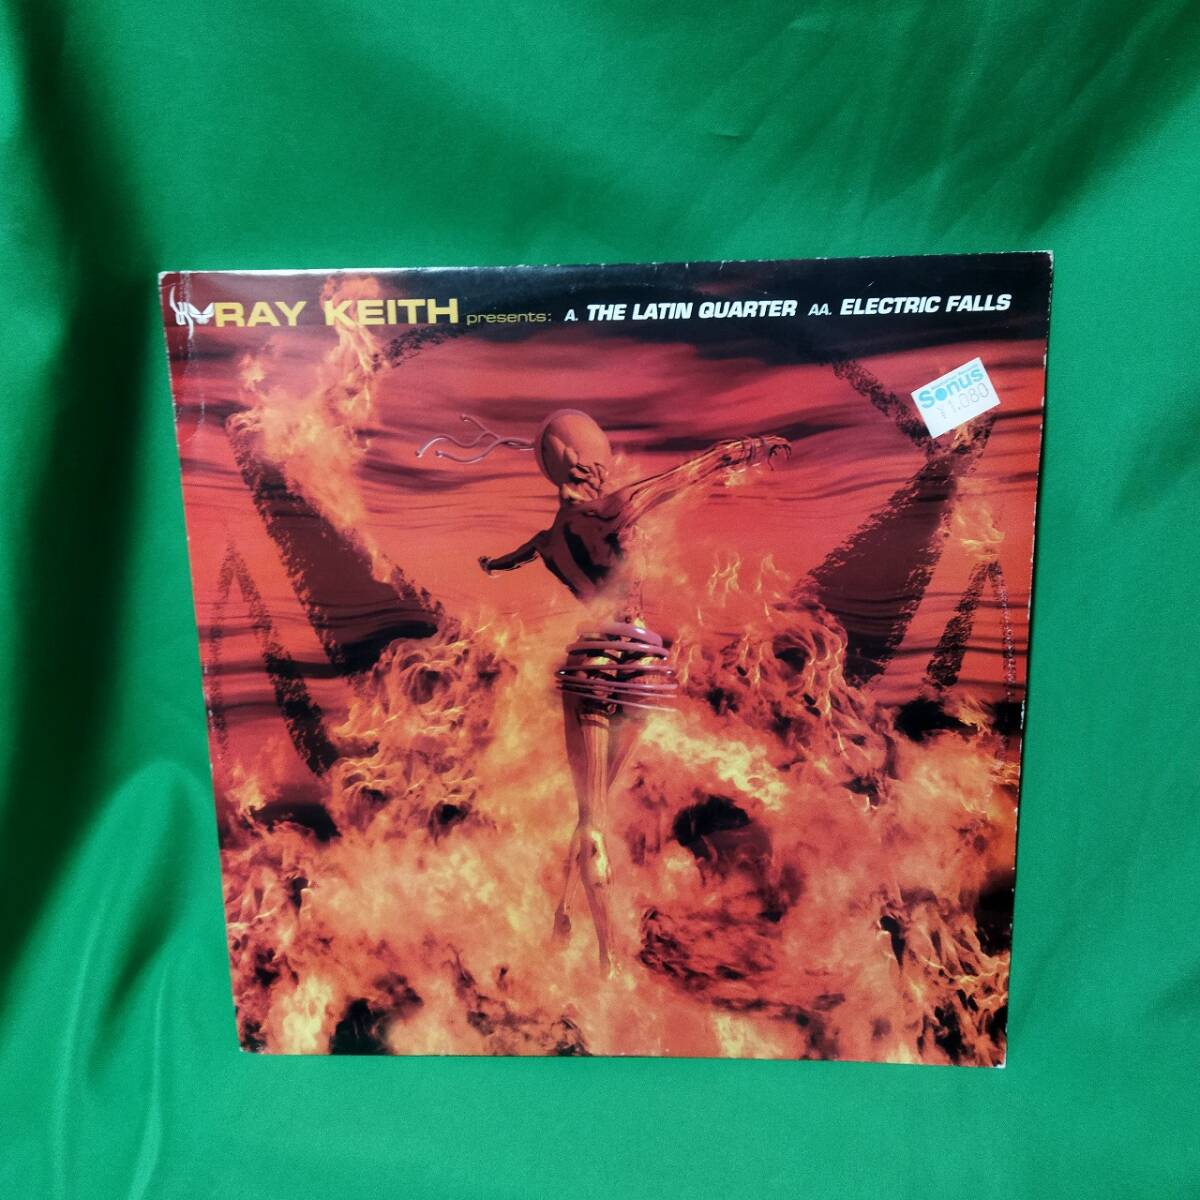 RAY KEITH presents: A. THE LATIN QUARTER AA. ELECTRIC FALLS
Sonus
¥1,080